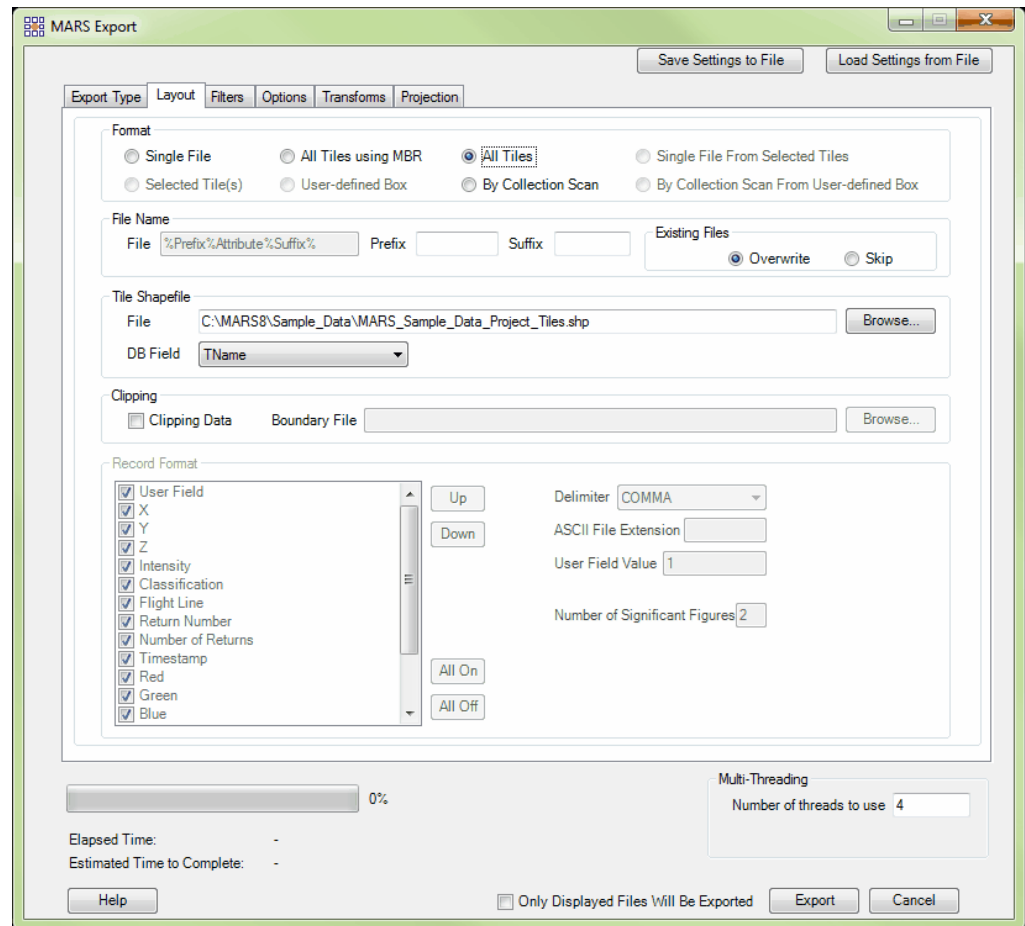 MARS Export
Save Settings to File Load Settings from File
Export Type Layout Filters Options Transforms Projection
Format
Single File All Tiles using MBR All Tiles Single File From Selected Tiles
Selected Tile(s) User-defined Box By Collection Scan By Collection Scan From User-defined Box
File Name
File %Prefix%Attribute%Suffix% Prefix Suffix
Existing Files
Overwrite Skip
Tile Shapefile
File C:\MARS8\Sample_Data\MARS_Sample_Data_Project_Tiles.shp Browse...
DB Field TName
Clipping
Clipping Data Boundary File Browse...
Record Format
User Field
X
Y
Z
Intensity
Classification
Flight Line
Return Number
Number of Returns
Timestamp
Red
Green
Blue
Up
Down
All On
All Off
Delimiter COMMA
ASCII File Extension
User Field Value 1
Number of Significant Figures 2
0%
Multi-Threading
Number of threads to use 4
Elapsed Time: -
Estimated Time to Complete: -
Help Only Displayed Files Will Be Exported Export Cancel